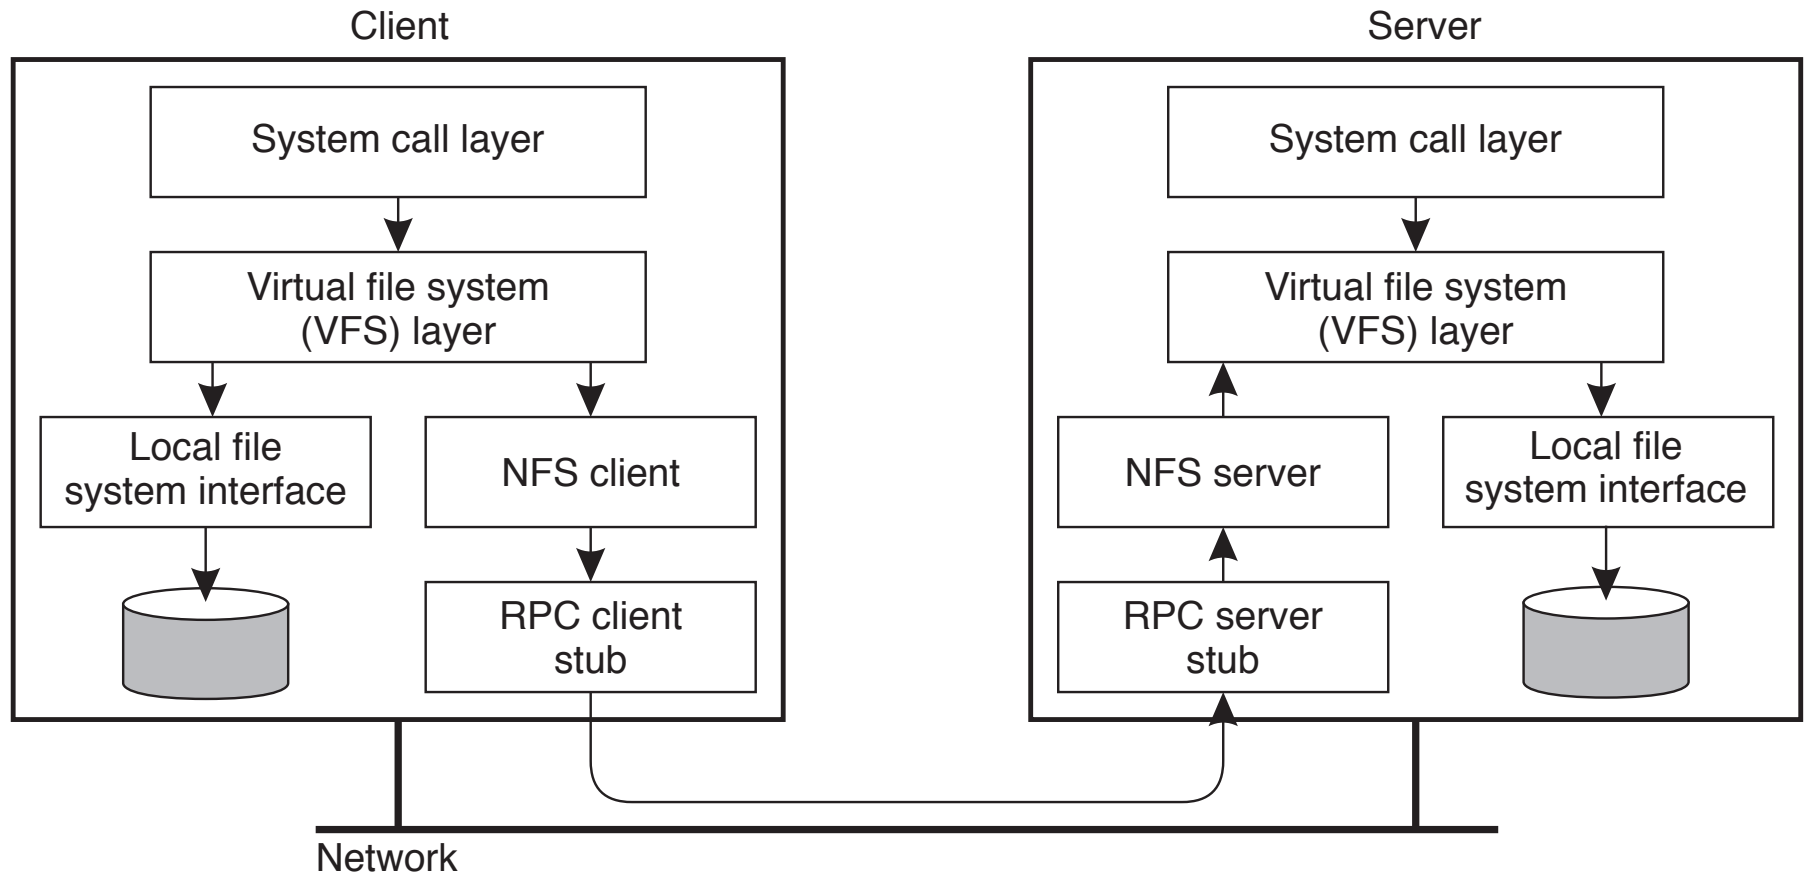 Client
System call layer
Virtual file system
(VFS) layer
Local file
system interface
NFS client
RPC client
stub
Server
System call layer
Virtual file system
(VFS) layer
NFS server
Local file
system interface
RPC server
stub
Network